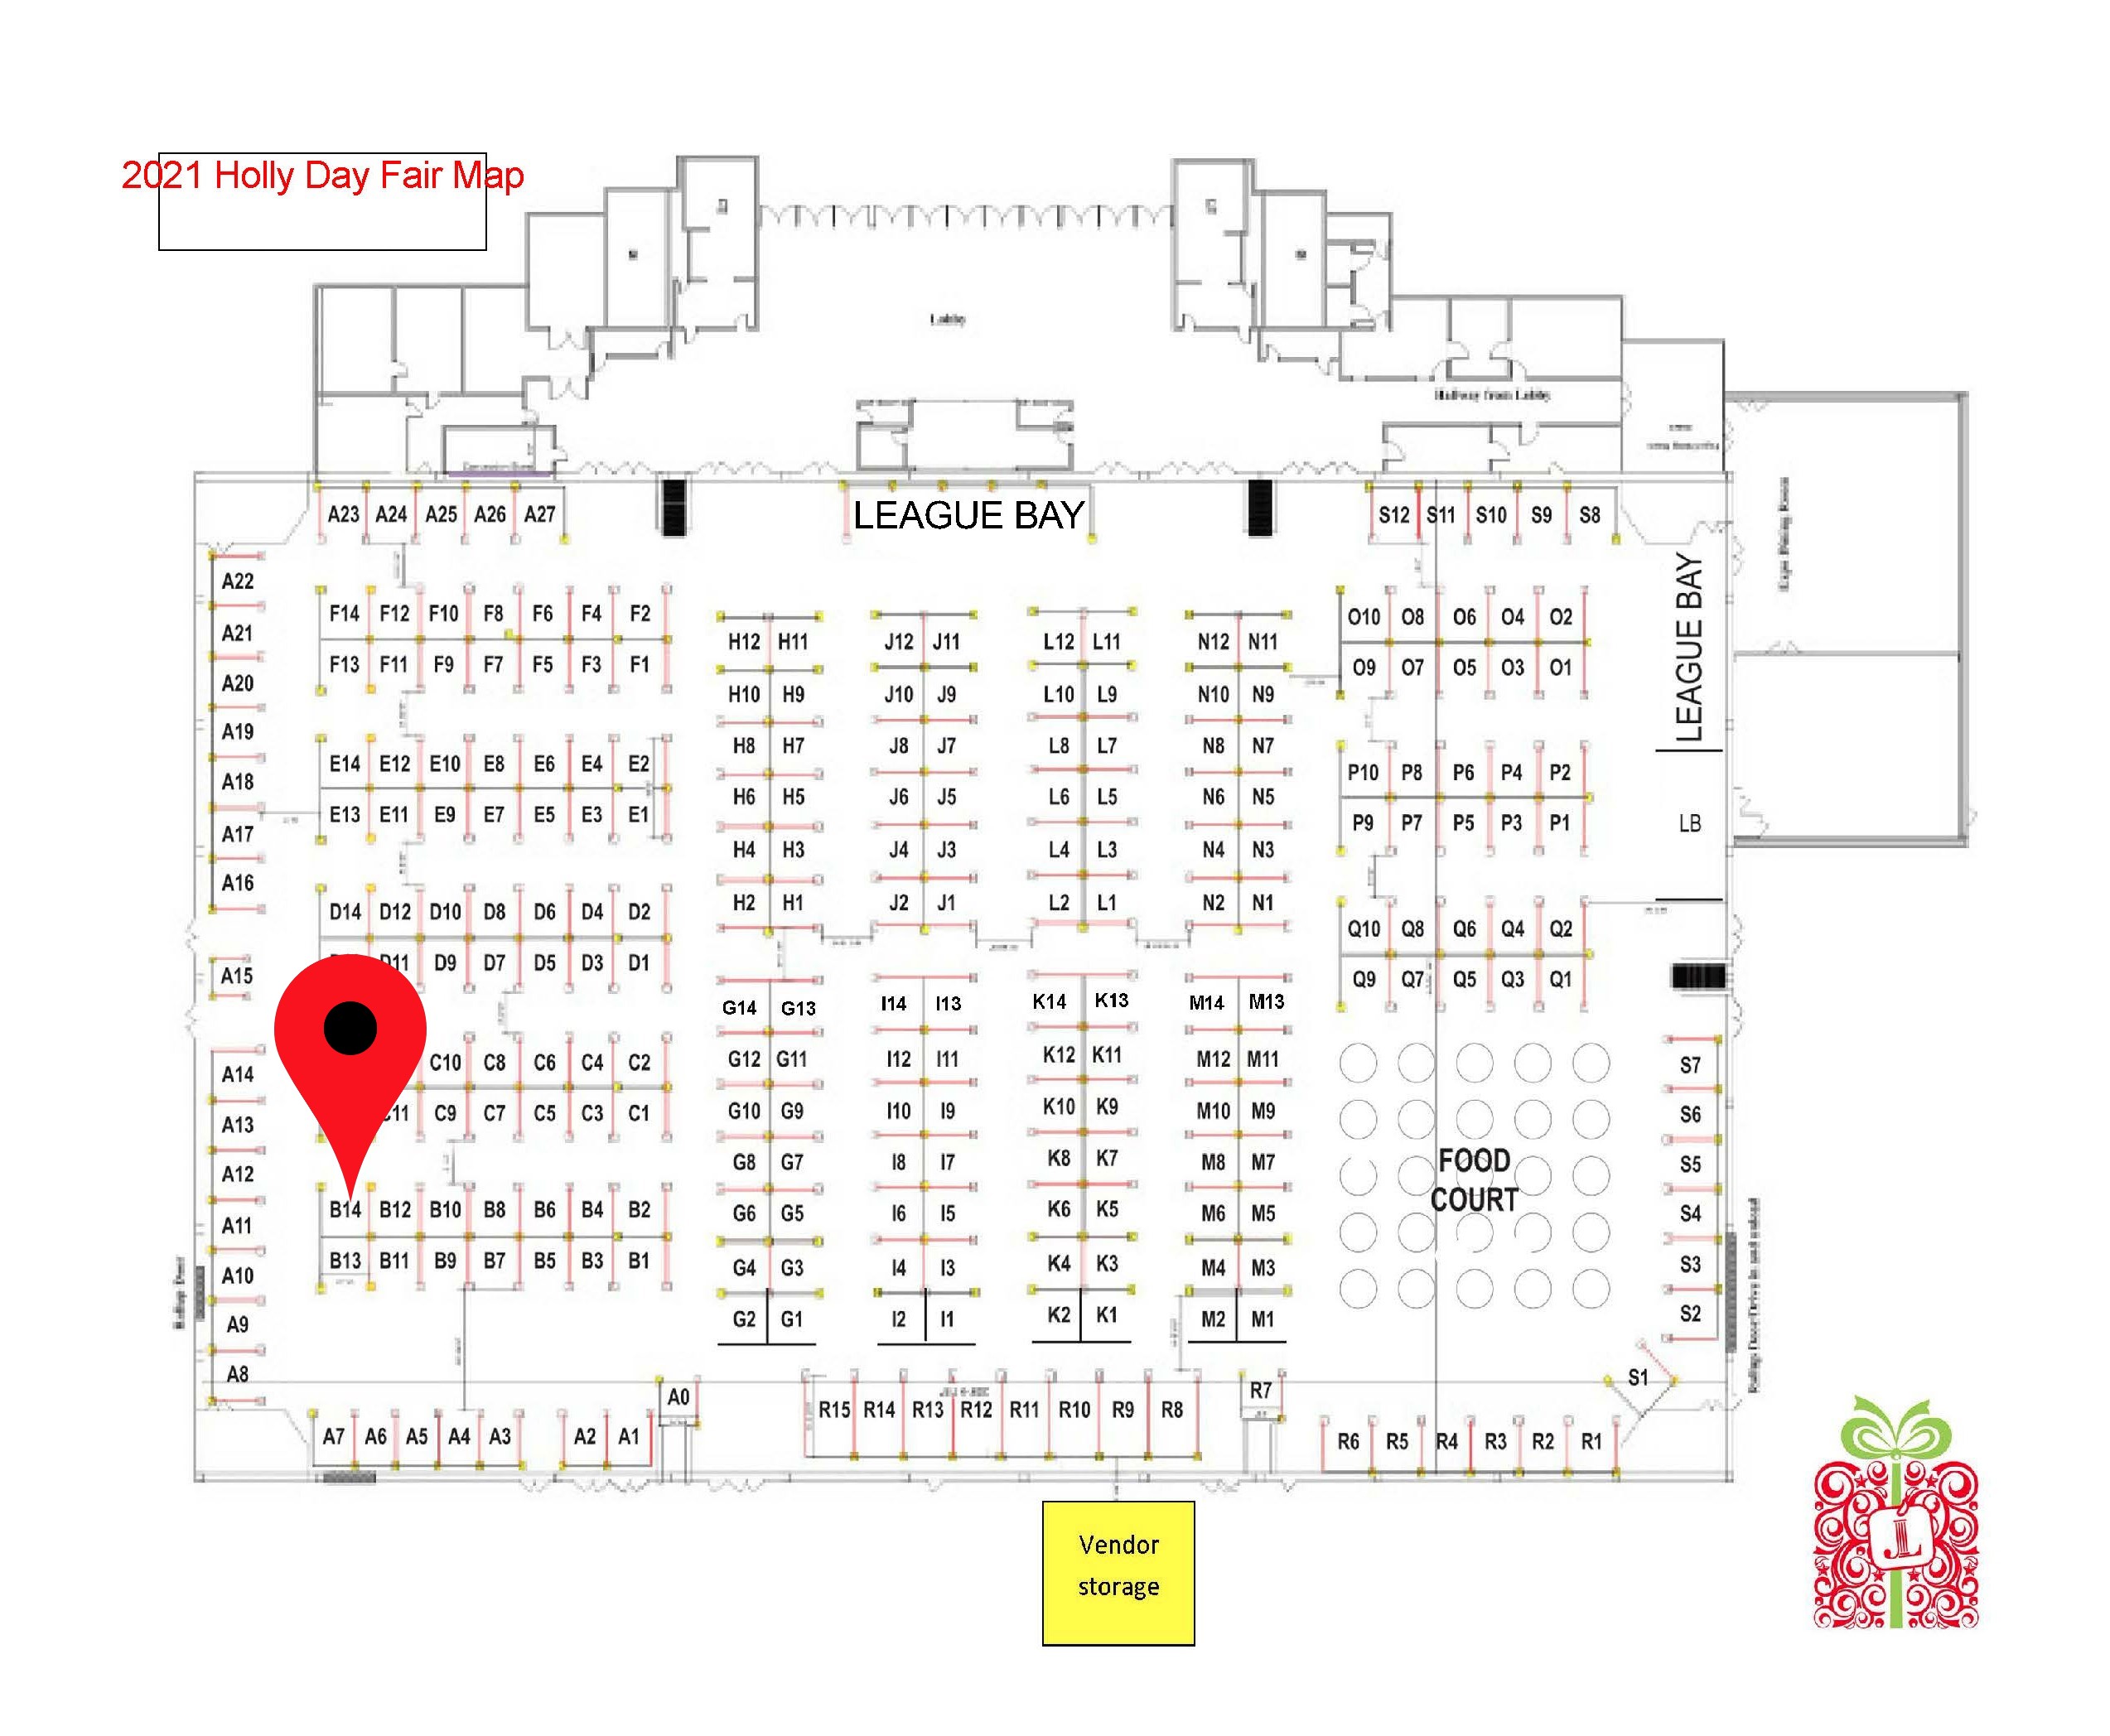 2021 Holly Day Fair Map
Lobby
Hallway from Lobby
LEAGUE BAY
A23 A24 A25 A26 A27
S12 S11 S10 S9 S8
A22
A21
A20
A19
A18
A17
A16
A15
A14
A13
A12
A11
A10
A9
A8
F14 F12 F10 F8 F6 F4 F2
F13 F11 F9 F7 F5 F3 F1
E14 E12 E10 E8 E6 E4 E2
E13 E11 E9 E7 E5 E3 E1
D14 D12 D10 D8 D6 D4 D2
D11 D9 D7 D5 D3 D1
C10 C8 C6 C4 C2
C11 C9 C7 C5 C3 C1
B14 B12 B10 B8 B6 B4 B2
B13 B11 B9 B7 B5 B3 B1
H12 H11 J12 J11 L12 L11 N12 N11
H10 H9 J10 J9 L10 L9 N10 N9
H8 H7 J8 J7 L8 L7 N8 N7
H6 H5 J6 J5 L6 L5 N6 N5
H4 H3 J4 J3 L4 L3 N4 N3
H2 H1 J2 J1 L2 L1 N2 N1
G14 G13 I14 I13 K14 K13 M14 M13
G12 G11 I12 I11 K12 K11 M12 M11
G10 G9 I10 I9 K10 K9 M10 M9
G8 G7 I8 I7 K8 K7 M8 M7
G6 G5 I6 I5 K6 K5 M6 M5
G4 G3 I4 I3 K4 K3 M4 M3
G2 G1 I2 I1 K2 K1 M2 M1
O10 O8 O6 O4 O2
O9 O7 O5 O3 O1
P10 P8 P6 P4 P2
P9 P7 P5 P3 P1
Q10 Q8 Q6 Q4 Q2
Q9 Q7 Q5 Q3 Q1
LEAGUE BAY
LB
FOOD
COURT
S7
S6
S5
S4
S3
S2
S1
A7 A6 A5 A4 A3 A2 A1
A0
R15 R14 R13 R12 R11 R10 R9 R8
R7
R6 R5 R4 R3 R2 R1
Vendor
storage
JL